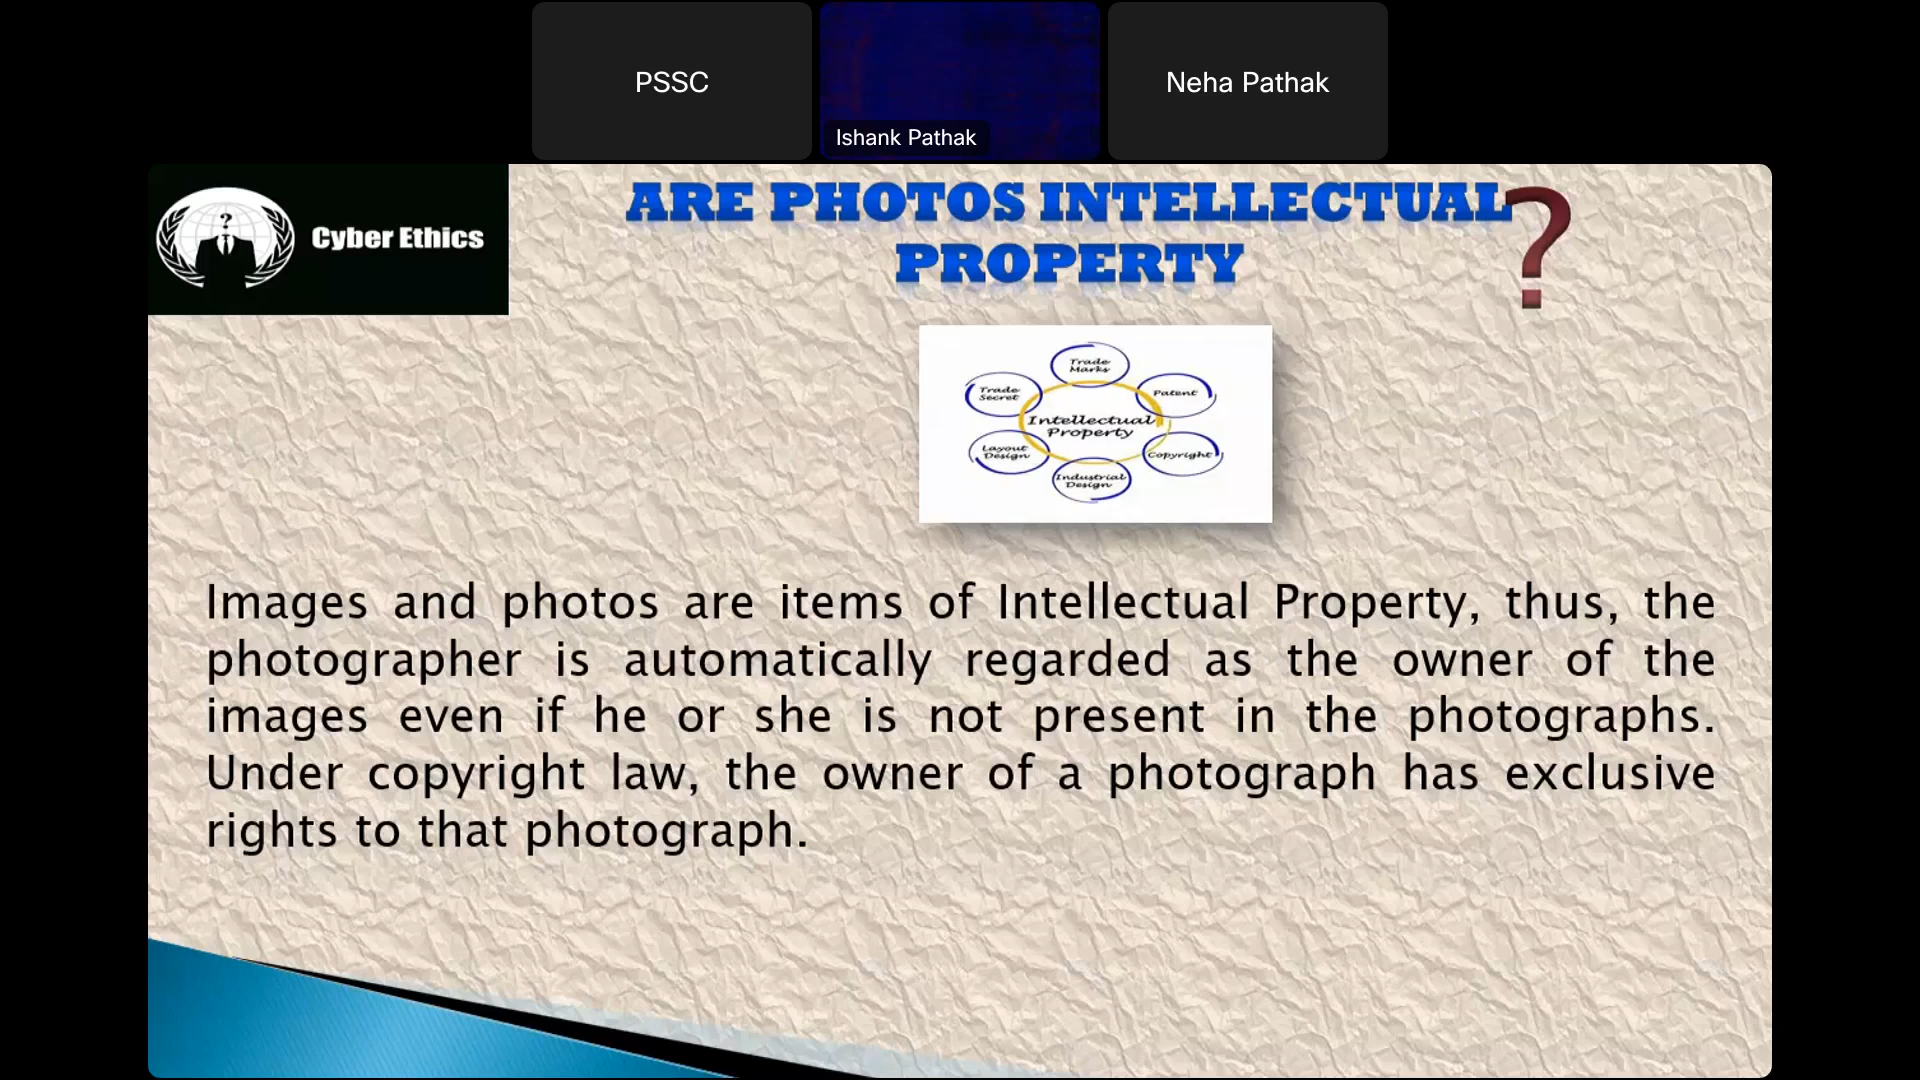 PSSC
Ishank Pathak
Neha Pathak
?
Cyber Ethics
ARE PHOTOS INTELLECTUAL
PROPERTY
?
Trade
Marks
Trade
Secret
Patent
Intellectual
Property
Layout
Design
Copyright
Industrial
Design
Images and photos are items of Intellectual Property, thus, the
photographer is automatically regarded as the owner of the
images even if he or she is not present in the photographs.
Under copyright law, the owner of a photograph has exclusive
rights to that photograph.